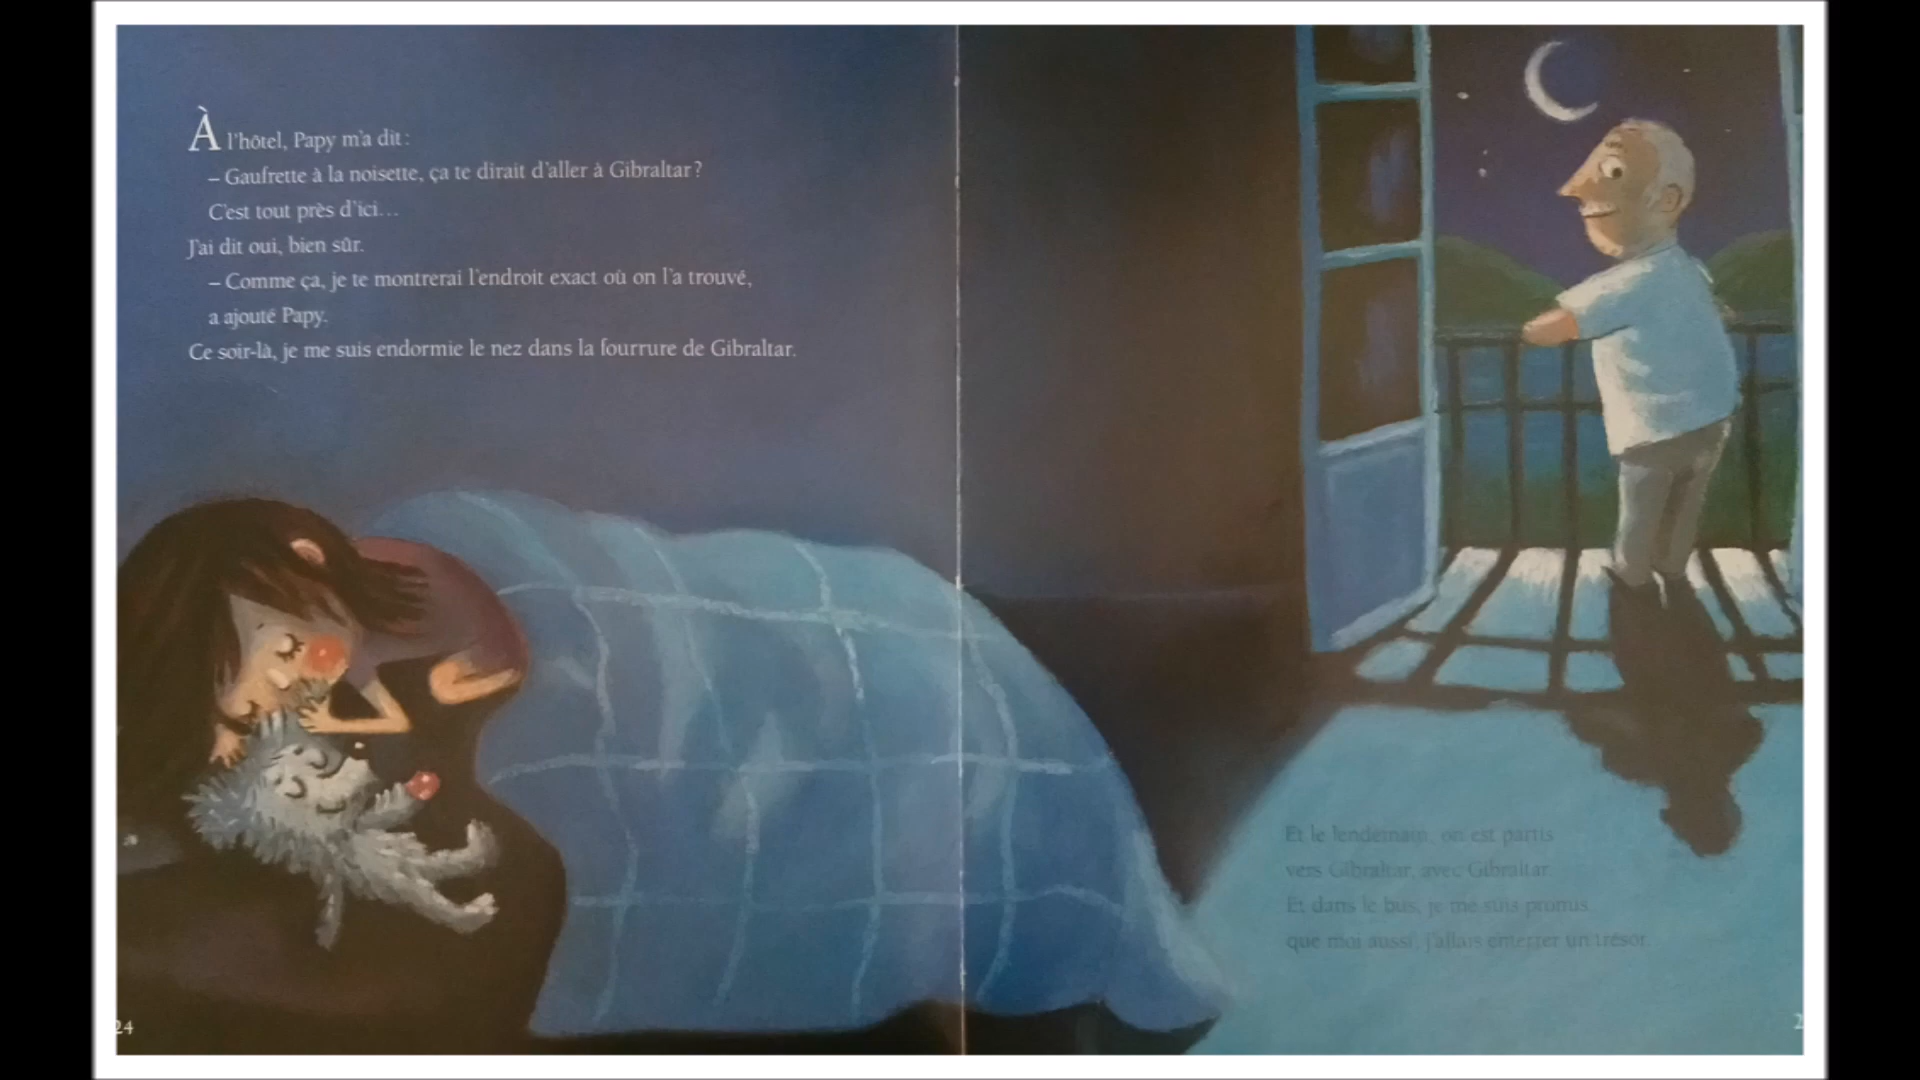 À l'hôtel, Papy m'a dit :
– Gaufrette à la noisette, ça te dirait d'aller à Gibraltar ?
C'est tout près d'ici…
J'ai dit oui, bien sûr.
– Comme ça, je te montrerai l'endroit exact où on l'a trouvé,
a ajouté Papy.
Ce soir-là, je me suis endormie le nez dans la fourrure de Gibraltar.
Et le lendemain, on est partis
vers Gibraltar, avec Gibraltar.
Et dans le bus, je me suis promis
que moi aussi, j'allais enterrer un trésor.
24
2